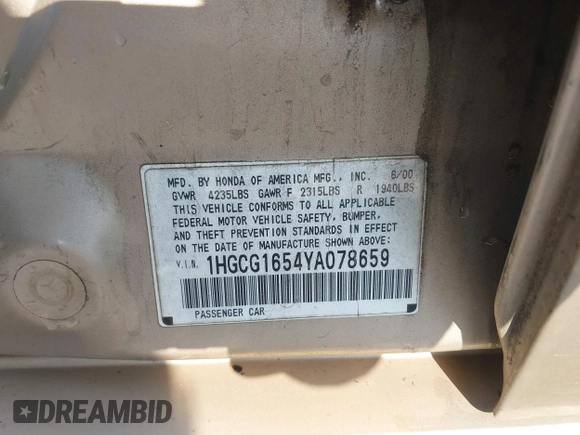 MFD. BY HONDA OF AMERICA MFG., INC. 6/00
GVWR 4235LBS GAWR F 2315LBS R 1940LBS
THIS VEHICLE CONFORMS TO ALL APPLICABLE
FEDERAL MOTOR VEHICLE SAFETY, BUMPER,
AND THEFT PREVENTION STANDARDS IN EFFECT
ON THE DATE OF MANUFACTURE SHOWN ABOVE:
V.I.N. 1HGCG1654YA078659
PASSENGER CAR
DREAMBID